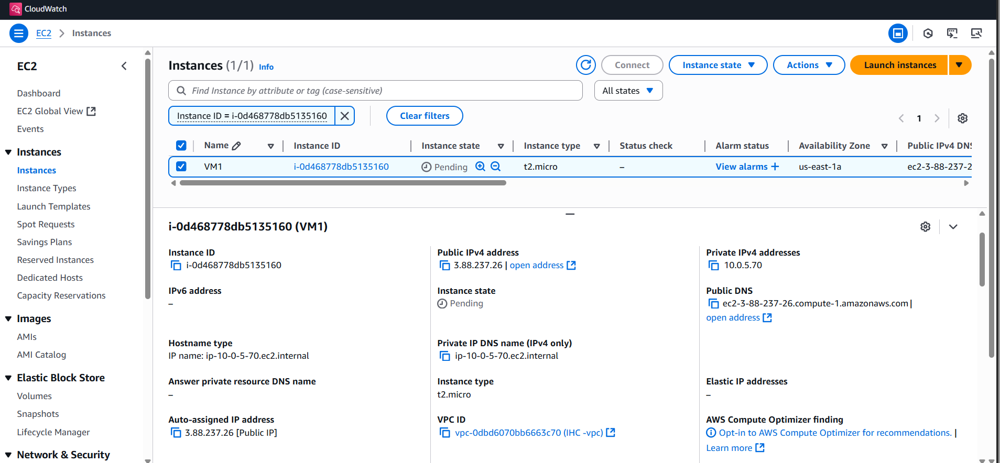 CloudWatch
EC2 > Instances
EC2
Dashboard
EC2 Global View
Events
Instances
Instances
Instance Types
Launch Templates
Spot Requests
Savings Plans
Reserved Instances
Dedicated Hosts
Capacity Reservations
Images
AMIs
AMI Catalog
Elastic Block Store
Volumes
Snapshots
Lifecycle Manager
Network & Security
Instances (1/1) Info
Connect
Instance state
Actions
Launch instances
Find Instance by attribute or tag (case-sensitive)
All states
Instance ID = i-0d468778db5135160
Clear filters
1
Name Instance ID Instance state Instance type Status check Alarm status Availability Zone Public IPv4 DNS
VM1 i-0d468778db5135160 Pending t2.micro – View alarms + us-east-1a ec2-3-88-237-2
i-0d468778db5135160 (VM1)
Instance ID
i-0d468778db5135160
Public IPv4 address
3.88.237.26 | open address
Private IPv4 addresses
10.0.5.70
IPv6 address
–
Instance state
Pending
Public DNS
ec2-3-88-237-26.compute-1.amazonaws.com |
open address
Hostname type
IP name: ip-10-0-5-70.ec2.internal
Private IP DNS name (IPv4 only)
ip-10-0-5-70.ec2.internal
Answer private resource DNS name
–
Instance type
t2.micro
Elastic IP addresses
–
Auto-assigned IP address
3.88.237.26 [Public IP]
VPC ID
vpc-0dbd6070bb6663c70 (IHC -vpc)
AWS Compute Optimizer finding
Opt-in to AWS Compute Optimizer for recommendations. |
Learn more